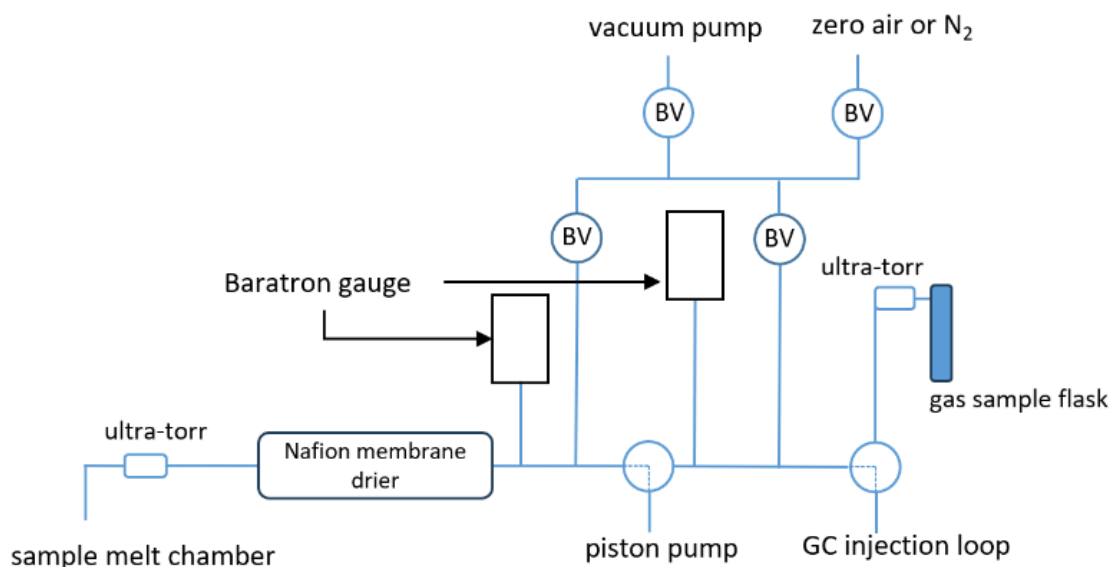 vacuum pump
zero air or N₂
BV
BV
BV
BV
ultra-torr
Baratron gauge
gas sample flask
ultra-torr
Nafion membrane
drier
sample melt chamber
piston pump
GC injection loop